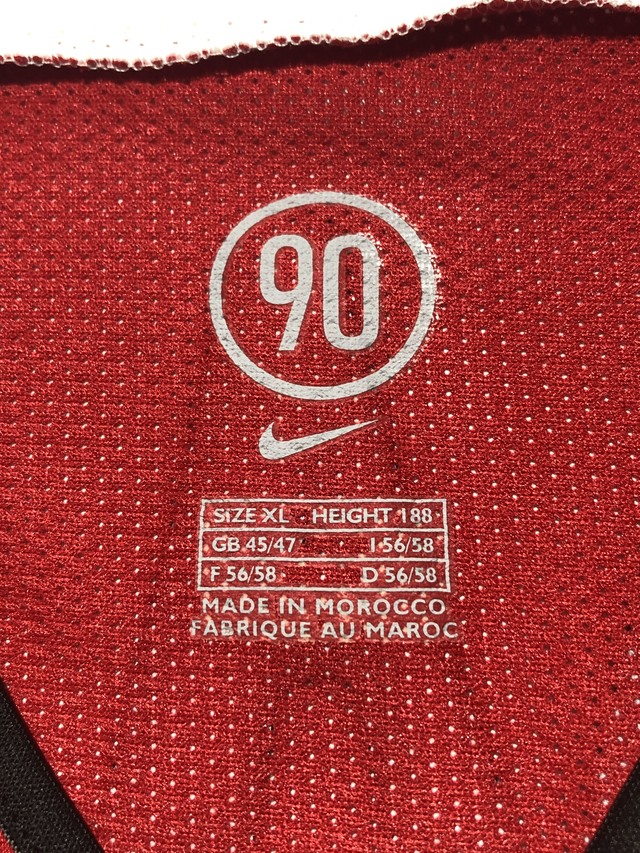 90
SIZE XL HEIGHT 188
GB 45/47 I 56/58
F 56/58 D 56/58
MADE IN MOROCCO
FABRIQUE AU MAROC